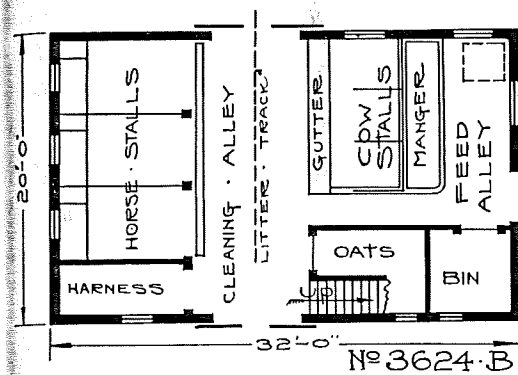 HORSE · STALLS
CLEANING · ALLEY
LITTER · TRACK
GUTTER
COW
STALLS
MANGER
FEED
ALLEY
HARNESS
OATS
UP
BIN
20'-0"
32'-0"
Nº 3624·B